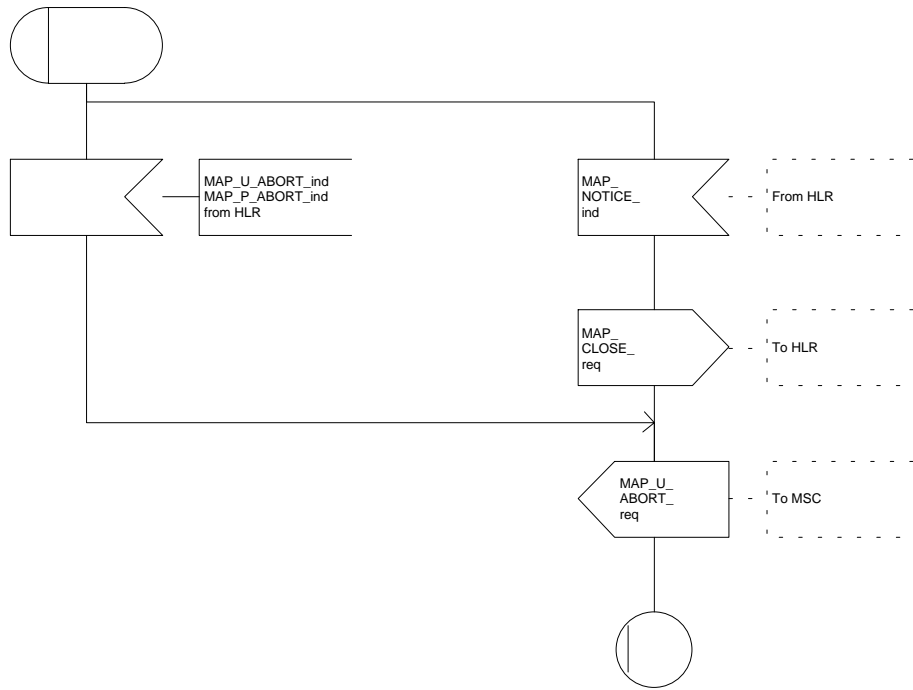 MAP_U_ABORT_ind
MAP_P_ABORT_ind
from HLR
MAP_
NOTICE_
ind
From HLR
MAP_
CLOSE_
req
To HLR
MAP_U_
ABORT_
req
To MSC